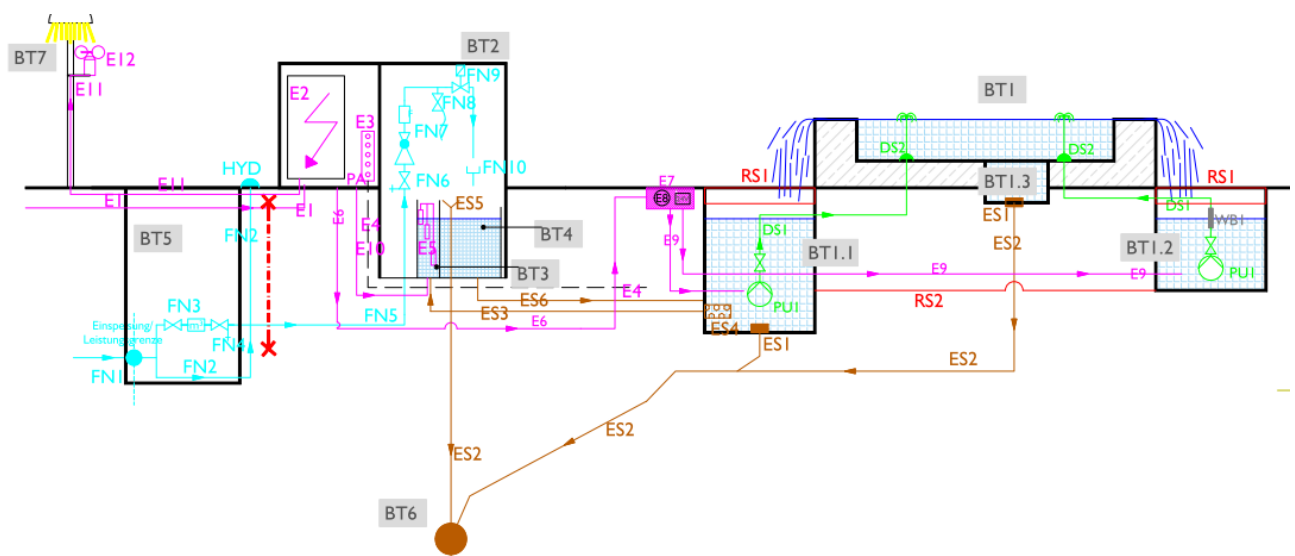 BT7
E12
E11
BT2
FN9
E2
FN8
E3
FN7
BT1
DS2
DS2
HYD
FN10
E11
PA
FN6
E7
E8
RS1
BT1.3
RS1
E1
E1
E6
ES5
ES1
DS1
DS1
WB1
BT5
FN2
E4
E5
BT4
E9
ES2
BT1.1
BT1.2
E10
BT3
E9
E9
PU1
PU1
E4
RS2
FN3
m³
ES6
ES3
ES4
Einspeisung/
Leistungsgrenze
FN5
E6
FN4
ES1
FN1
FN2
ES2
ES2
ES2
BT6